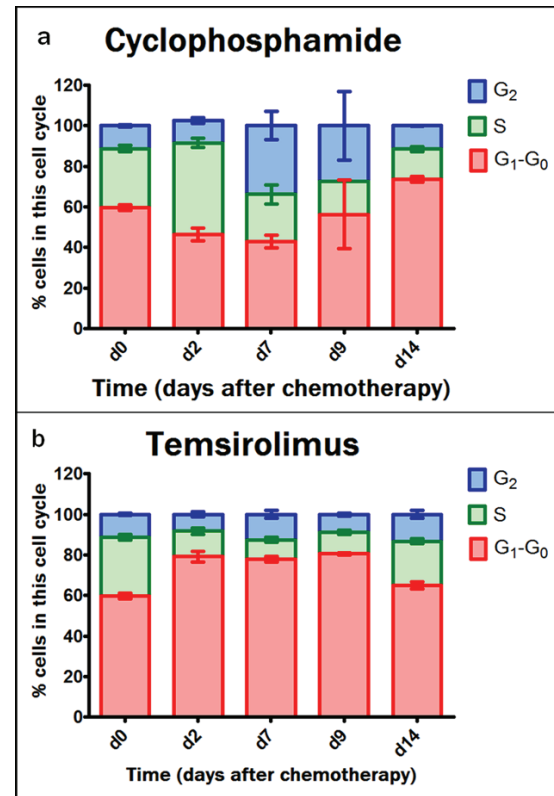 a
Cyclophosphamide
120
100
80
60
40
20
0
% cells in this cell cycle
d0
d2
d7
d9
d14
Time (days after chemotherapy)
G₂
S
G₁-G₀
b
Temsirolimus
120
100
80
60
40
20
0
% cells in this cell cycle
d0
d2
d7
d9
d14
Time (days after chemotherapy)
G₂
S
G₁-G₀